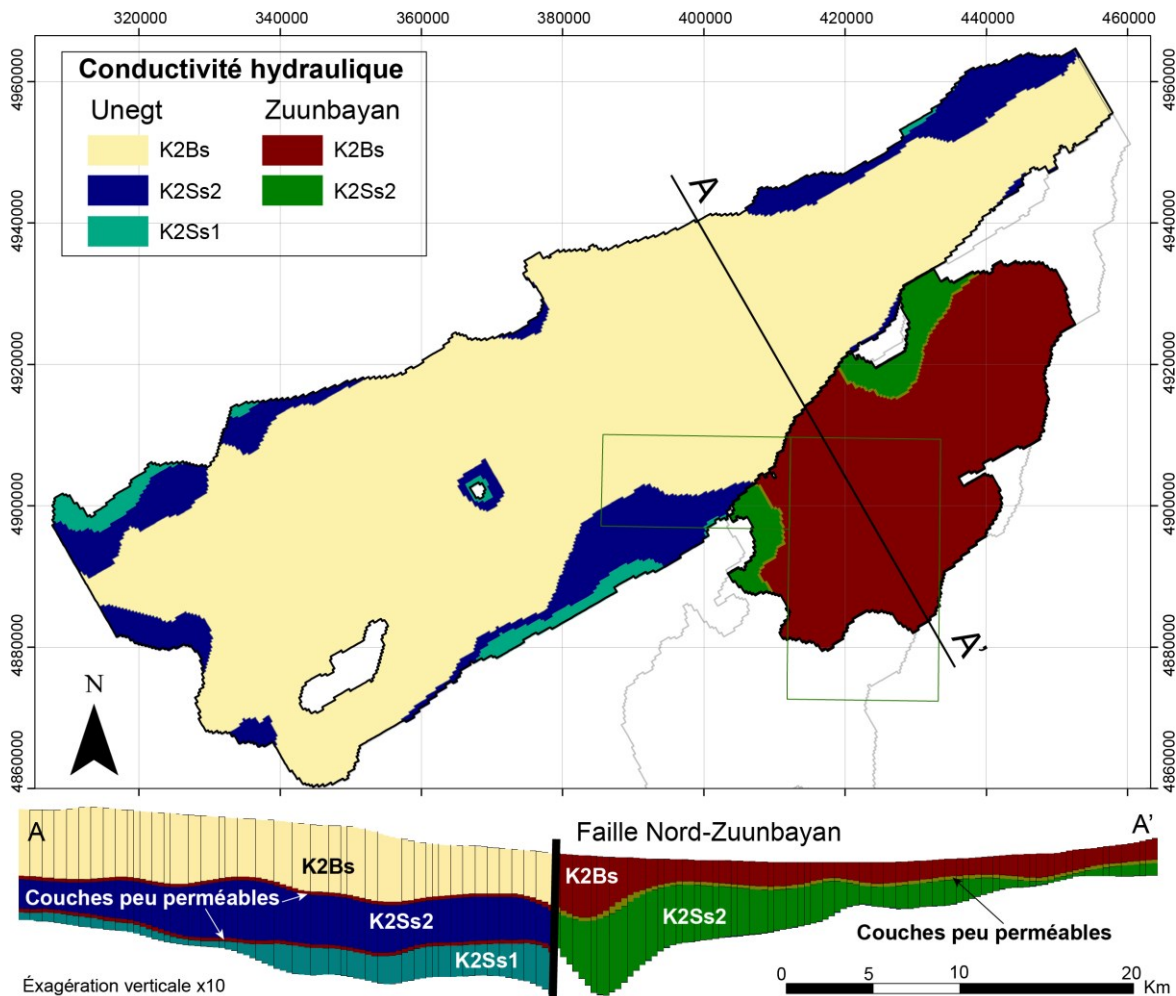 320000 340000 360000 380000 400000 420000 440000 460000
4960000 4960000
Conductivité hydraulique
Unegt Zuunbayan
K2Bs K2Bs
K2Ss2 K2Ss2
K2Ss1
A
4940000 4940000
4920000 4920000
4900000 4900000
4880000 4880000
A'
N
4860000 4860000
A Faille Nord-Zuunbayan A'
K2Bs K2Bs
Couches peu perméables
K2Ss2 K2Ss2
Couches peu perméables
K2Ss1
Éxagération verticale x10
0 5 10 20 Km